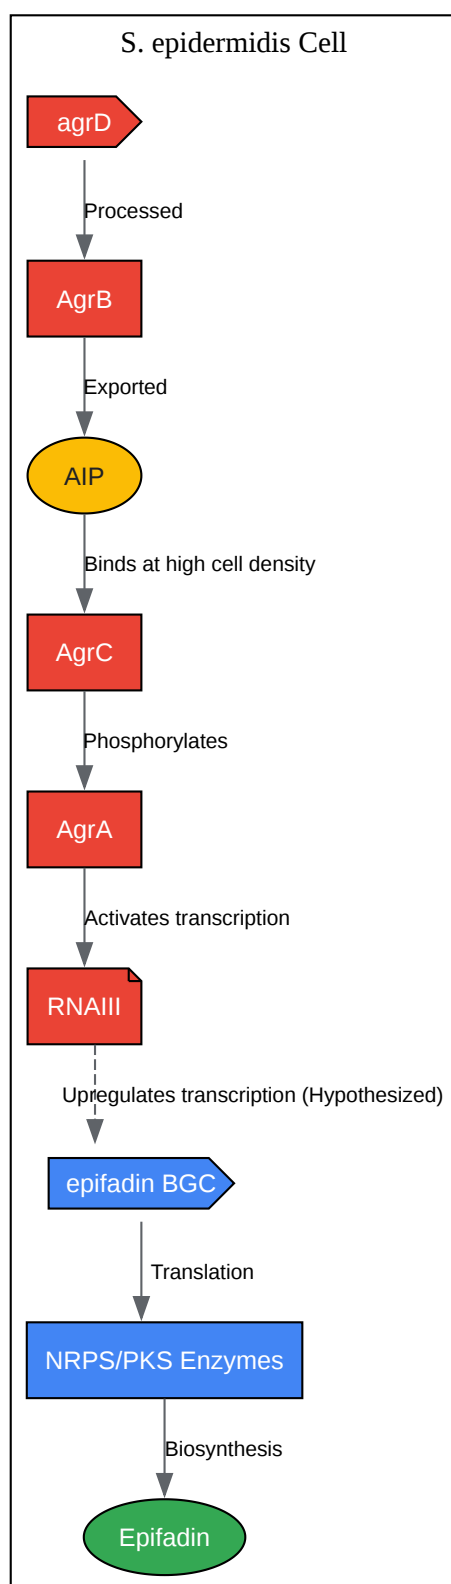 S. epidermidis Cell
agrD
Processed
AgrB
Exported
AIP
Binds at high cell density
AgrC
Phosphorylates
AgrA
Activates transcription
RNAIII
Upregulates transcription (Hypothesized)
epifadin BGC
Translation
NRPS/PKS Enzymes
Biosynthesis
Epifadin